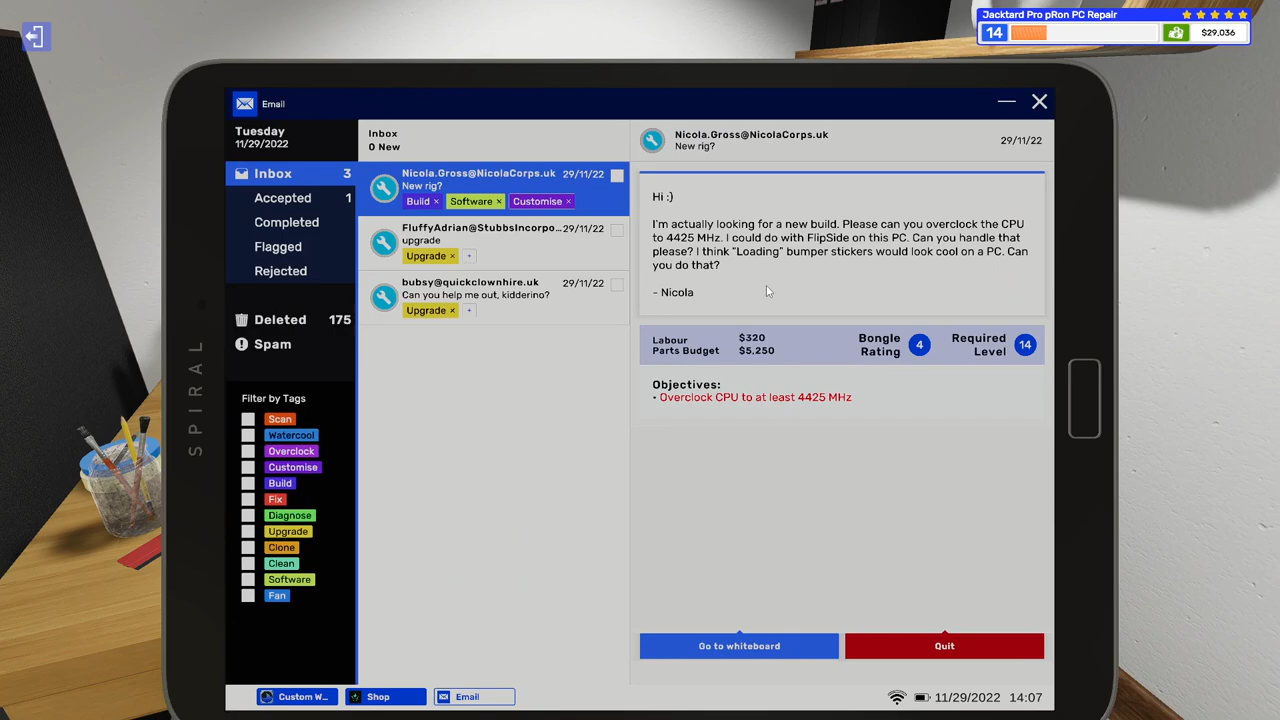 Jacktard Pro pRon PC Repair
14
$29,036
Email
Tuesday
11/29/2022
Inbox 3
Accepted 1
Completed
Flagged
Rejected
Deleted 175
Spam
Filter by Tags
Scan
Watercool
Overclock
Customise
Build
Fix
Diagnose
Upgrade
Clone
Clean
Software
Fan
Inbox
0 New
Nicola.Gross@NicolaCorps.uk 29/11/22
New rig?
Build × Software × Customise ×
FluffyAdrian@StubbsIncorpo... 29/11/22
upgrade
Upgrade × +
bubsy@quickclownhire.uk 29/11/22
Can you help me out, kidderino?
Upgrade × +
Nicola.Gross@NicolaCorps.uk
New rig?
29/11/22
Hi :)
I'm actually looking for a new build. Please can you overclock the CPU
to 4425 MHz. I could do with FlipSide on this PC. Can you handle that
please? I think "Loading" bumper stickers would look cool on a PC. Can
you do that?
- Nicola
Labour $320
Parts Budget $5,250
Bongle Rating 4
Required Level 14
Objectives:
• Overclock CPU to at least 4425 MHz
Go to whiteboard
Quit
Custom W...
Shop
Email
11/29/2022 14:07
SPIRAL